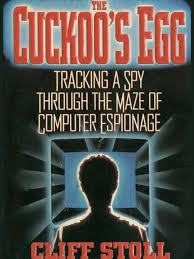 THE
CUCKOO'S EGG
TRACKING A SPY
THROUGH THE MAZE OF
COMPUTER ESPIONAGE
CLIFF STOLL